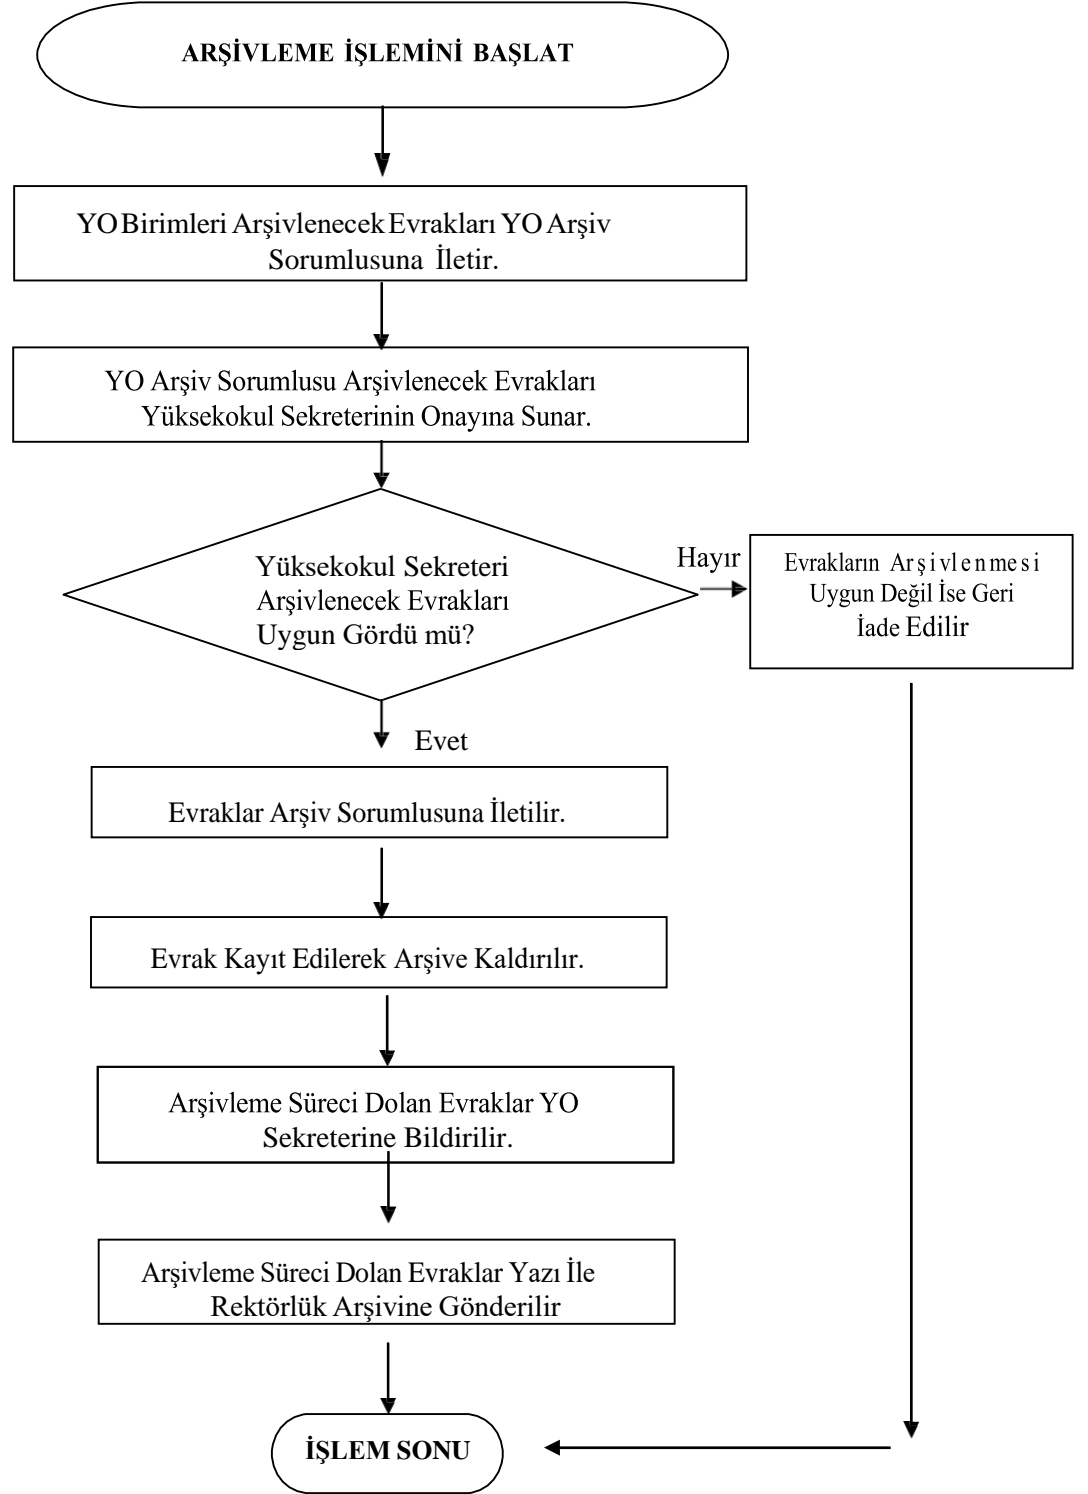 ARŞİVLEME İŞLEMİNİ BAŞLAT
YO Birimleri Arşivlenecek Evrakları YO Arşiv
Sorumlusuna İletir.
YO Arşiv Sorumlusu Arşivlenecek Evrakları
Yüksekokul Sekreterinin Onayına Sunar.
Yüksekokul Sekreteri
Arşivlenecek Evrakları
Uygun Gördü mü?
Hayır
Evrakların Arşivlenmesi
Uygun Değil İse Geri
İade Edilir
Evet
Evraklar Arşiv Sorumlusuna İletilir.
Evrak Kayıt Edilerek Arşive Kaldırılır.
Arşivleme Süreci Dolan Evraklar YO
Sekreterine Bildirilir.
Arşivleme Süreci Dolan Evraklar Yazı İle
Rektörlük Arşivine Gönderilir
İŞLEM SONU